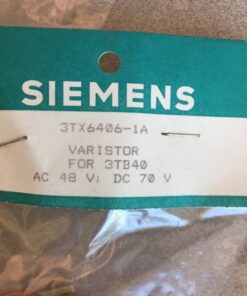 SIEMENS
3TX6406-1A
VARISTOR
FOR 3TB40
AC 48 V; DC 70 V